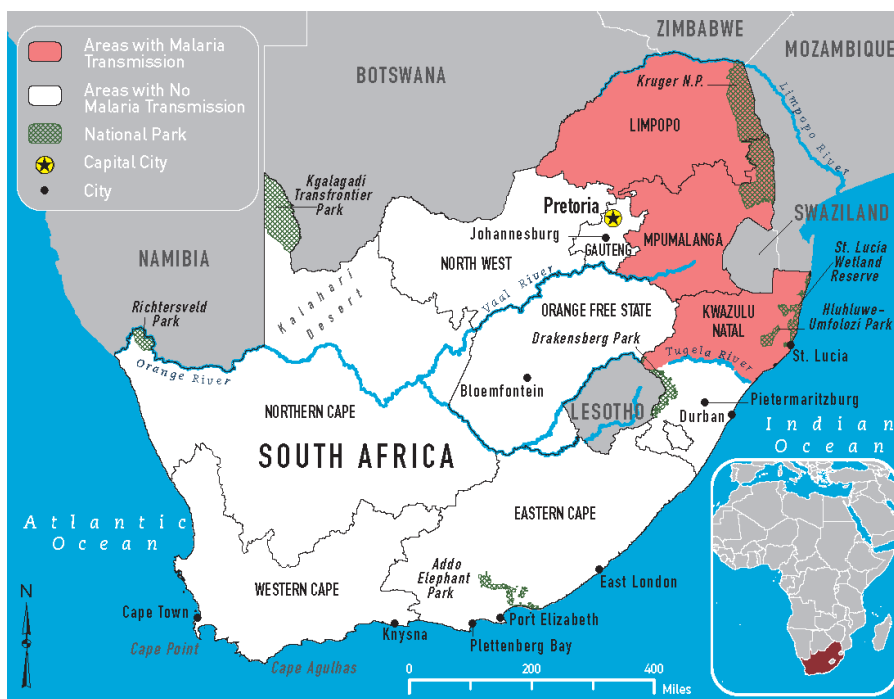 Areas with Malaria
Transmission
Areas with No
Malaria Transmission
National Park
Capital City
City
ZIMBABWE
MOZAMBIQUE
BOTSWANA
Kruger N.P.
LIMPOPO
Limpopo River
Kgalagadi
Transfrontier
Park
Pretoria
Johannesburg
GAUTENG
MPUMALANGA
SWAZILAND
NORTH WEST
NAMIBIA
St. Lucia
Wetland
Reserve
Kalahari
Desert
Vaal River
ORANGE FREE STATE
KWAZULU
NATAL
Hluhluwe-
Umfolozi Park
Richtersveld
Park
Drakensberg Park
Tugela River
St. Lucia
Orange River
Bloemfontein
LESOTHO
Pietermaritzburg
Durban
NORTHERN CAPE
Indian
Ocean
SOUTH AFRICA
Atlantic
Ocean
EASTERN CAPE
Addo
Elephant
Park
East London
WESTERN CAPE
N
Cape Town
Knysna
Port Elizabeth
Plettenberg Bay
Cape Point
Cape Agulhas
0
200
400
Miles